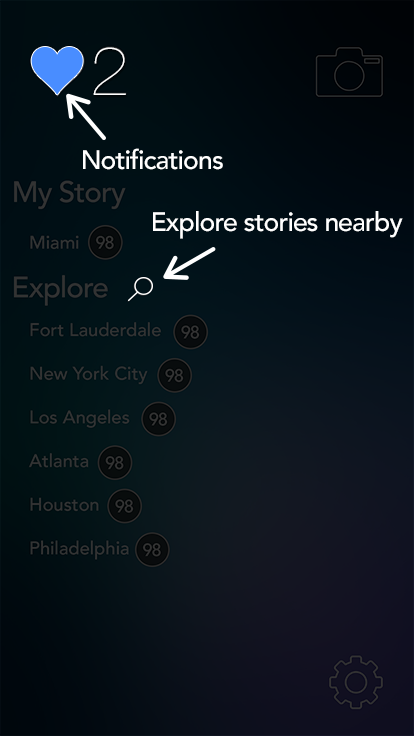 2
Notifications
My Story
Explore stories nearby
Miami 98
Explore
Fort Lauderdale 98
New York City 98
Los Angeles 98
Atlanta 98
Houston 98
Philadelphia 98